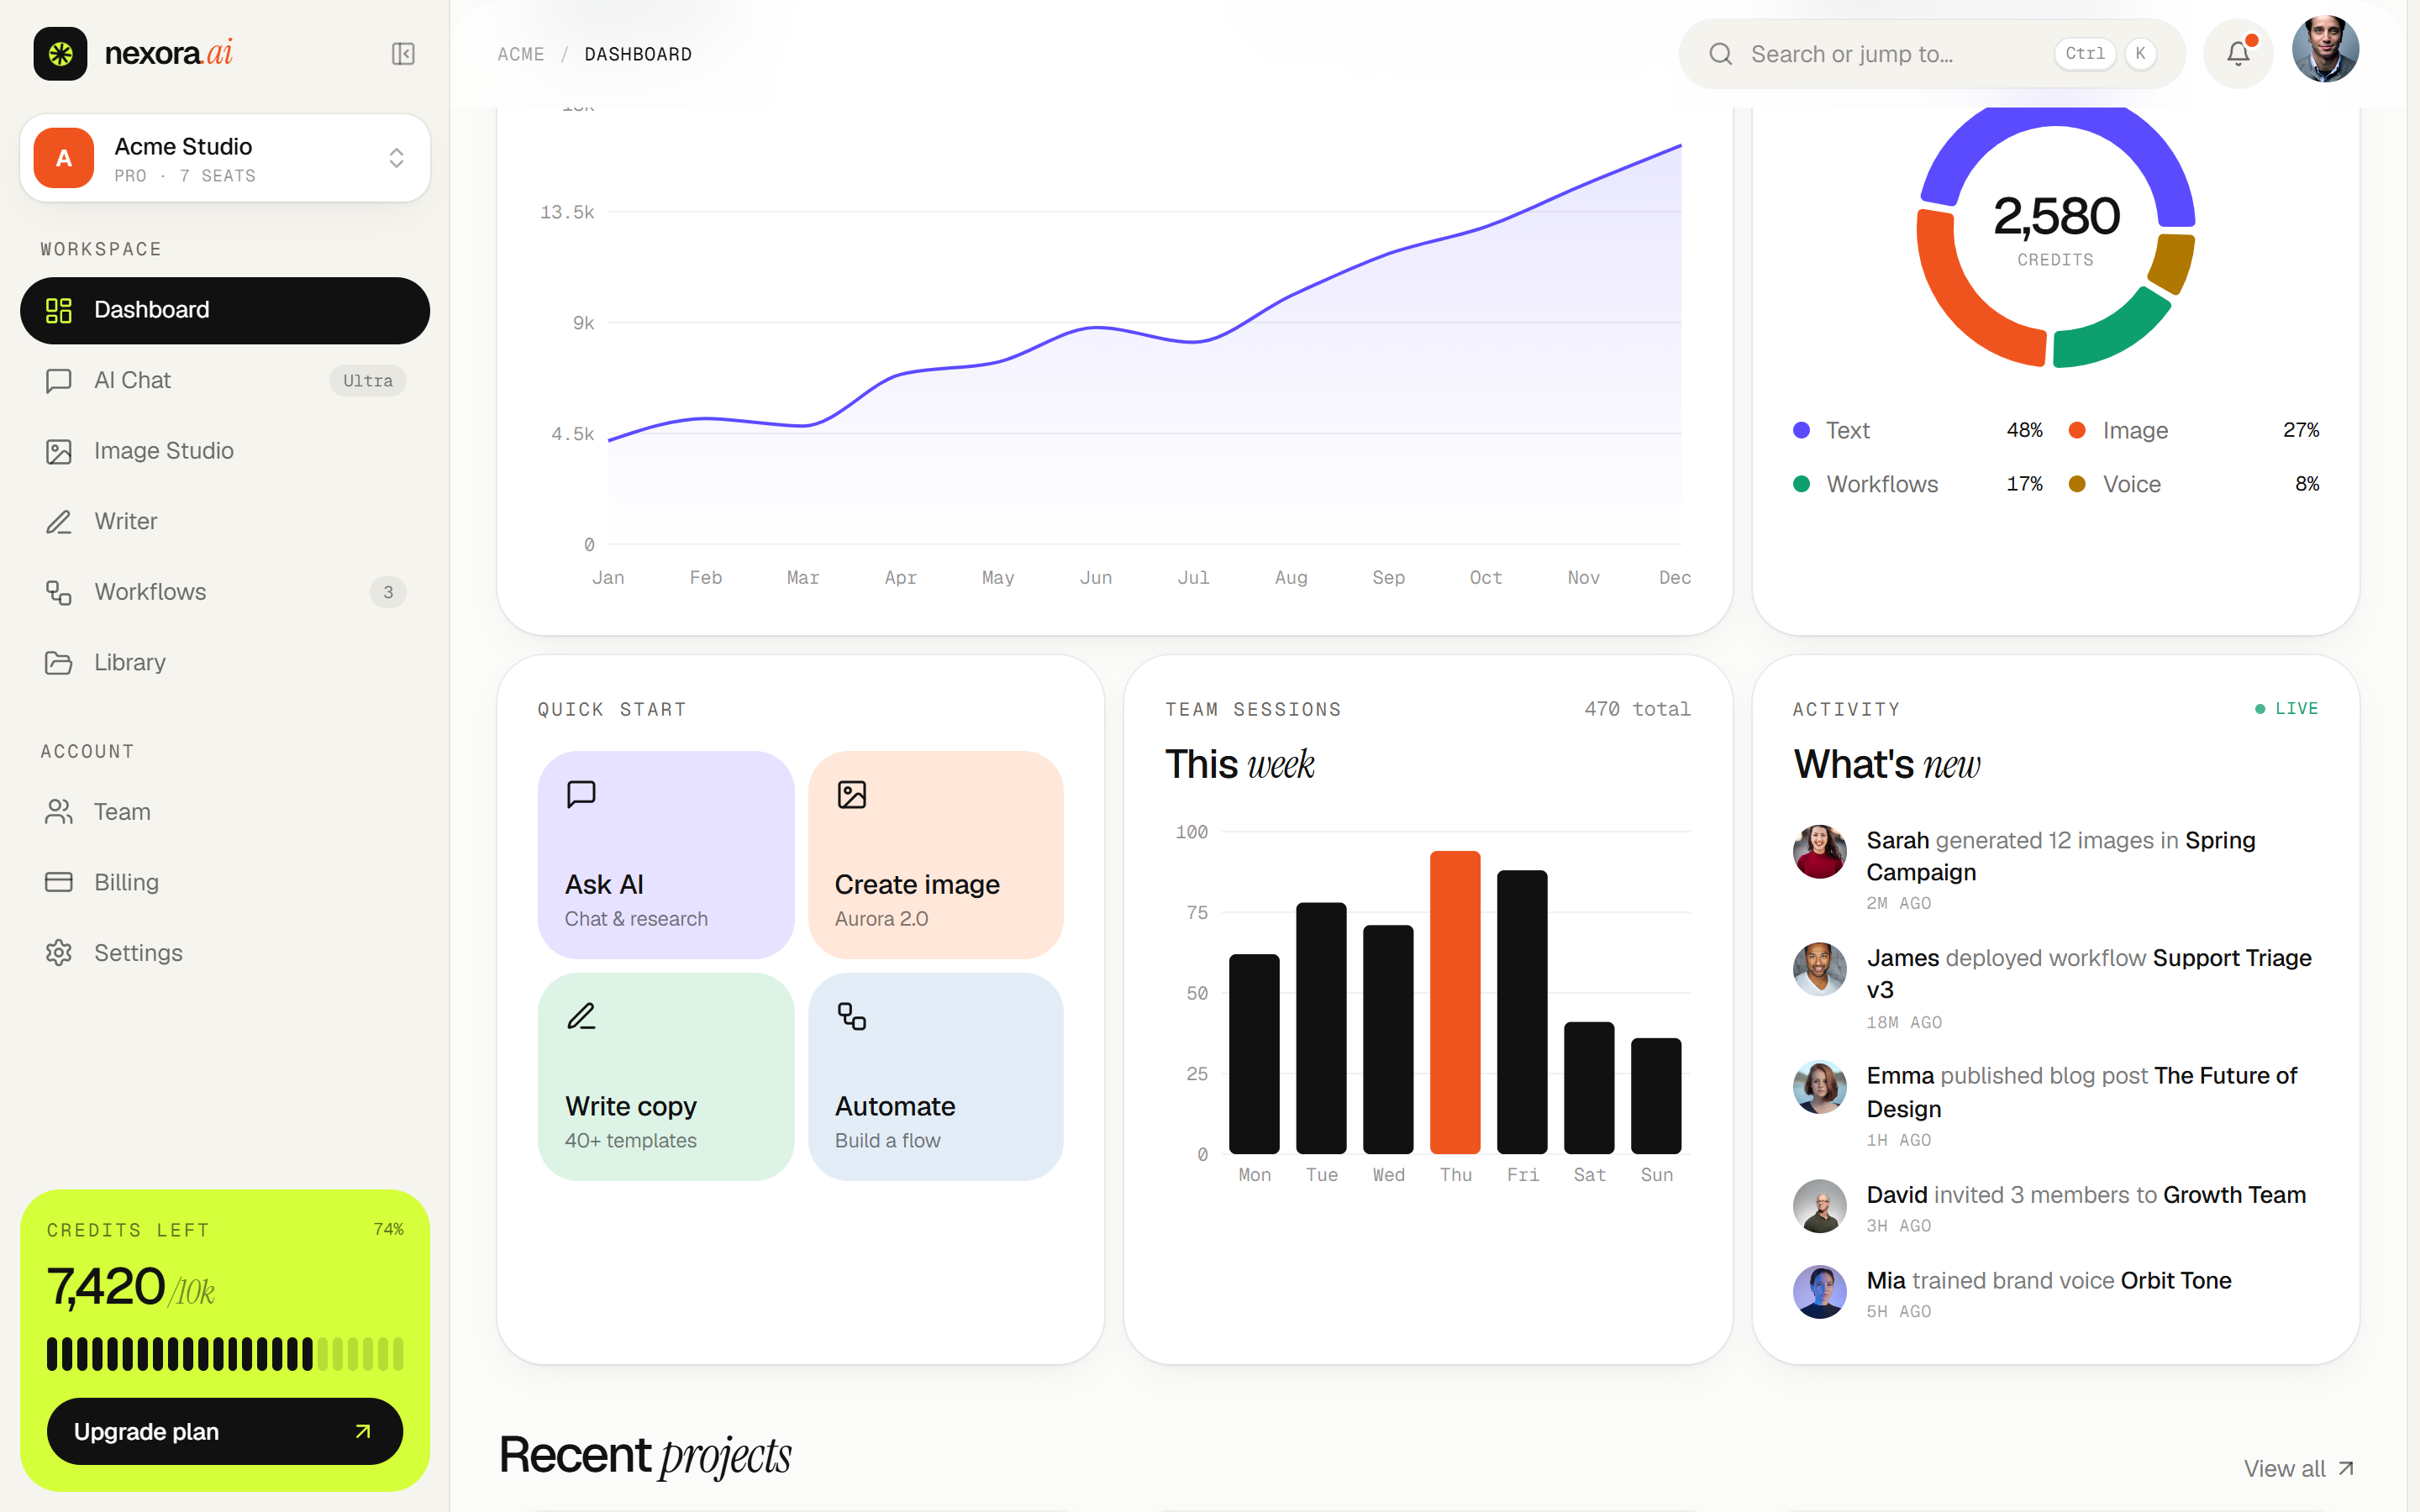 nexora.ai
A
Acme Studio
PRO · 7 SEATS
WORKSPACE
Dashboard
AI Chat
Ultra
Image Studio
Writer
Workflows
3
Library
ACCOUNT
Team
Billing
Settings
CREDITS LEFT
74%
7,420/10k
Upgrade plan
ACME / DASHBOARD
Search or jump to...
Ctrl
K
13.5k
9k
4.5k
0
Jan Feb Mar Apr May Jun Jul Aug Sep Oct Nov Dec
2,580
CREDITS
Text 48%
Image 27%
Workflows 17%
Voice 8%
QUICK START
Ask AI
Chat & research
Create image
Aurora 2.0
Write copy
40+ templates
Automate
Build a flow
TEAM SESSIONS
470 total
This week
100
75
50
25
0
Mon Tue Wed Thu Fri Sat Sun
ACTIVITY
LIVE
What's new
Sarah generated 12 images in Spring
Campaign
2M AGO
James deployed workflow Support Triage
v3
18M AGO
Emma published blog post The Future of
Design
1H AGO
David invited 3 members to Growth Team
3H AGO
Mia trained brand voice Orbit Tone
5H AGO
Recent projects
View all